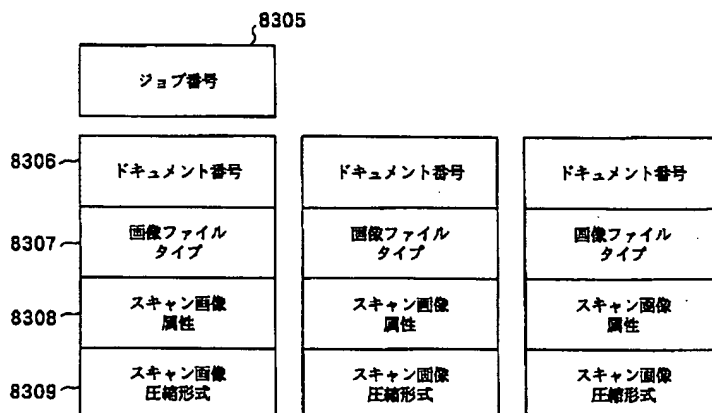 8305
ジョブ番号
8306
ドキュメント番号
ドキュメント番号
ドキュメント番号
8307
画像ファイル
タイプ
画像ファイル
タイプ
画像ファイル
タイプ
8308
スキャン画像
属性
スキャン画像
属性
スキャン画像
属性
8309
スキャン画像
圧縮形式
スキャン画像
圧縮形式
スキャン画像
圧縮形式